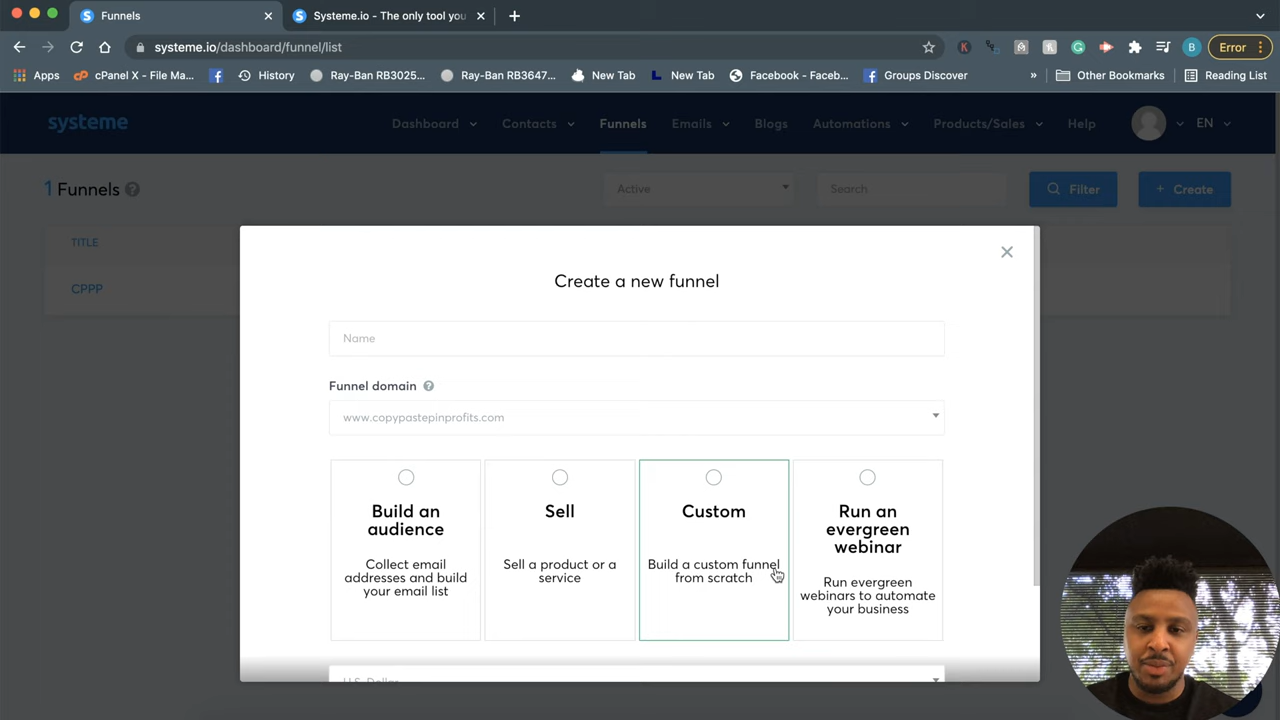 Funnels
Systeme.io - The only tool you
systeme.io/dashboard/funnel/list
B
Error
Apps
cPanel X - File Ma...
History
Ray-Ban RB3025...
Ray-Ban RB3647...
New Tab
New Tab
Facebook - Faceb...
Groups Discover
»
Other Bookmarks
Reading List
systeme
Dashboard
Contacts
Funnels
Emails
Blogs
Automations
Products/Sales
Help
EN
1 Funnels ?
Active
Search
Filter
+ Create
TITLE
CPPP
Create a new funnel
Name
Funnel domain ?
www.copypastepinprofits.com
Build an
audience
Collect email
addresses and build
your email list
Sell
Sell a product or a
service
Custom
Build a custom funnel
from scratch
Run an
evergreen
webinar
Run evergreen
webinars to automate
your business